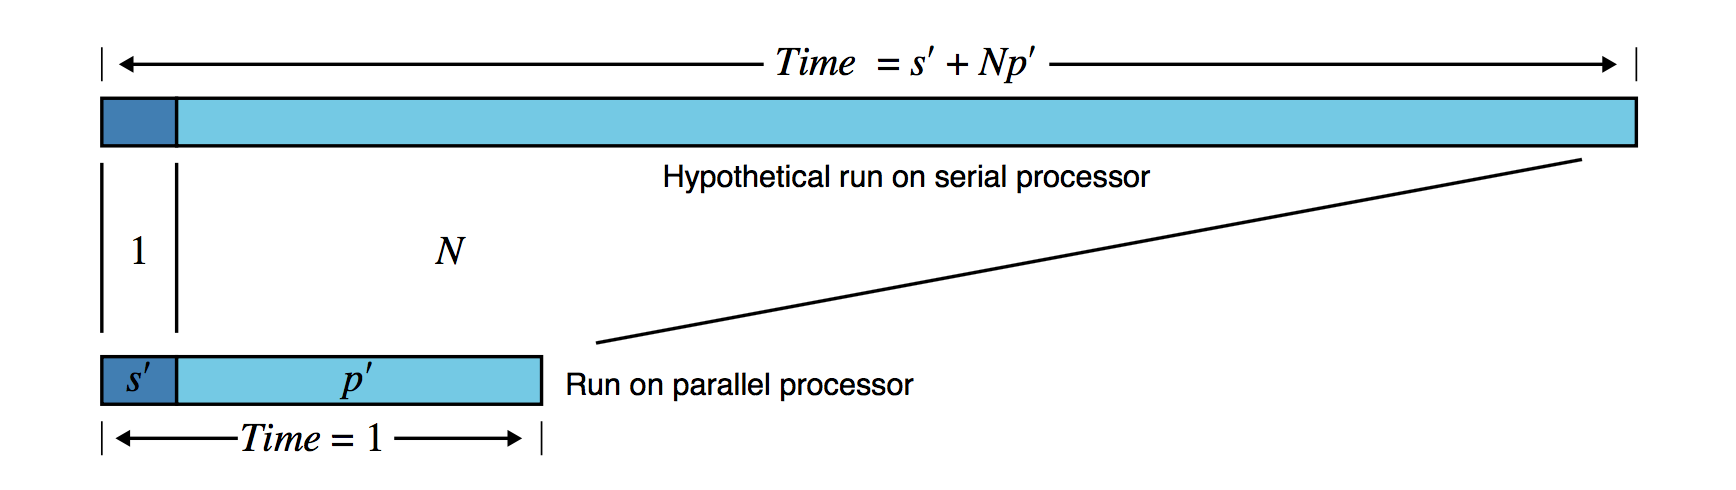 Time = s′ + Np′
Hypothetical run on serial processor
1 N
s′ p′ Run on parallel processor
Time = 1